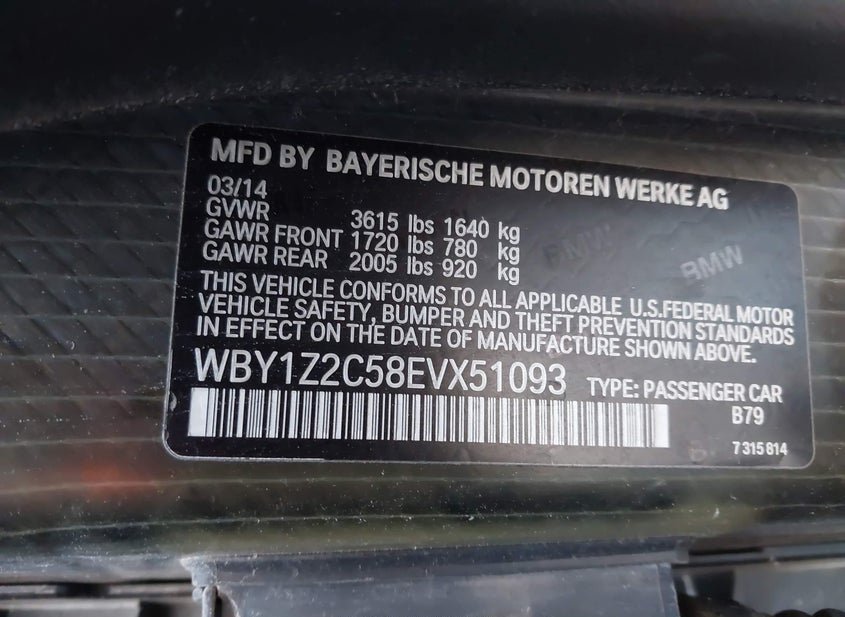 MFD BY BAYERISCHE MOTOREN WERKE AG
03/14
GVWR 3615 lbs 1640 kg
GAWR FRONT 1720 lbs 780 kg
GAWR REAR 2005 lbs 920 kg
THIS VEHICLE CONFORMS TO ALL APPLICABLE U.S.FEDERAL MOTOR
VEHICLE SAFETY, BUMPER AND THEFT PREVENTION STANDARDS
IN EFFECT ON THE DATE OF MANUFACTURE SHOWN ABOVE.
WBY1Z2C58EVX51093 TYPE: PASSENGER CAR
B79
7 315 814
BMW
BMW